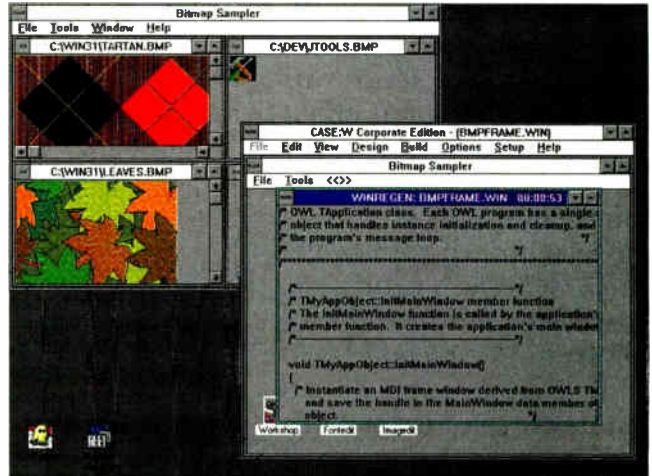 Bitmap Sampler
File Tools Window Help
C:\WIN31\TARTAN.BMP
C:\DEV\JTOOLS.BMP
CASE:W Corporate Edition - (BMPFRAME.WIN)
File Edit View Design Build Options Setup Help
C:\WIN31\LEAVES.BMP
Bitmap Sampler
File Tools <<>>
WINREGEN: BMPFRAME.WIN 00:00:53
/* OWL TApplication class. Each OWL program has a single
/* object that handles instance initialization and cleanup, and
/* the program's message loop. */
/* */
/*-----------------------------------*/
/* TMyAppObject::InitMainWindow member function
/* The InitMainWindow function is called by the application'
/* member function. It creates the application's main window
/*-----------------------------------*/
void TMyAppObject::InitMainWindow()
{
/* Instantiate an MDI frame window derived from OWLS TM
and save the handle in the MainWindow data member of
object. */
Workshop Fontedit Imagedit